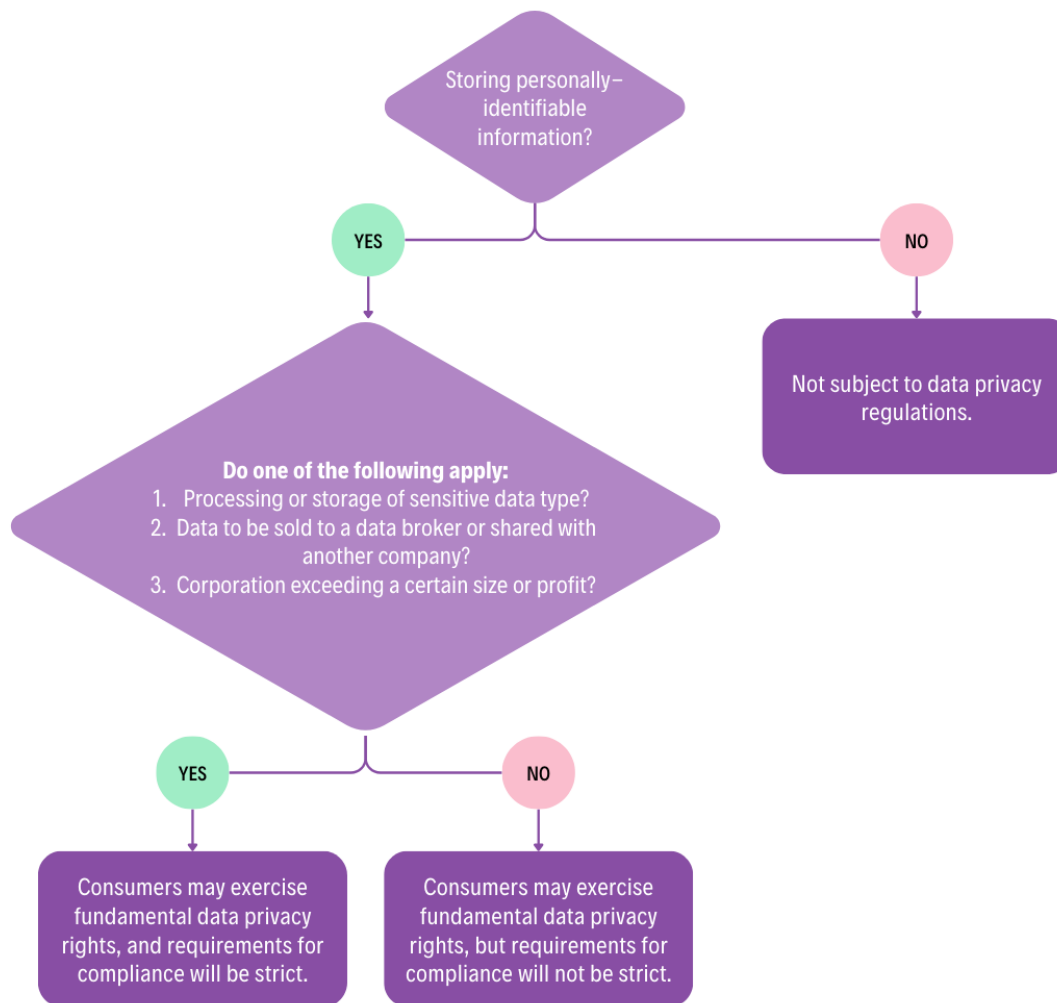 Storing personally–
identifiable
information?
YES
NO
Not subject to data privacy
regulations.
Do one of the following apply:
1. Processing or storage of sensitive data type?
2. Data to be sold to a data broker or shared with
another company?
3. Corporation exceeding a certain size or profit?
YES
NO
Consumers may exercise
fundamental data privacy
rights, and requirements for
compliance will be strict.
Consumers may exercise
fundamental data privacy
rights, but requirements for
compliance will not be strict.